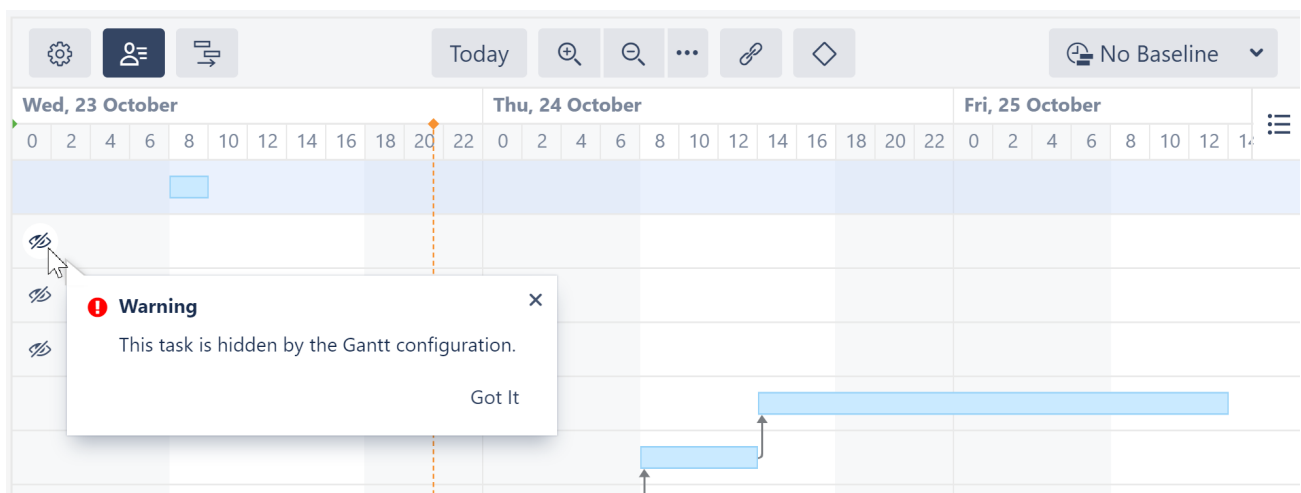 Today
No Baseline
Wed, 23 October Thu, 24 October Fri, 25 October
0 2 4 6 8 10 12 14 16 18 20 22 0 2 4 6 8 10 12 14 16 18 20 22 0 2 4 6 8 10 12 14
Warning
This task is hidden by the Gantt configuration.
Got It